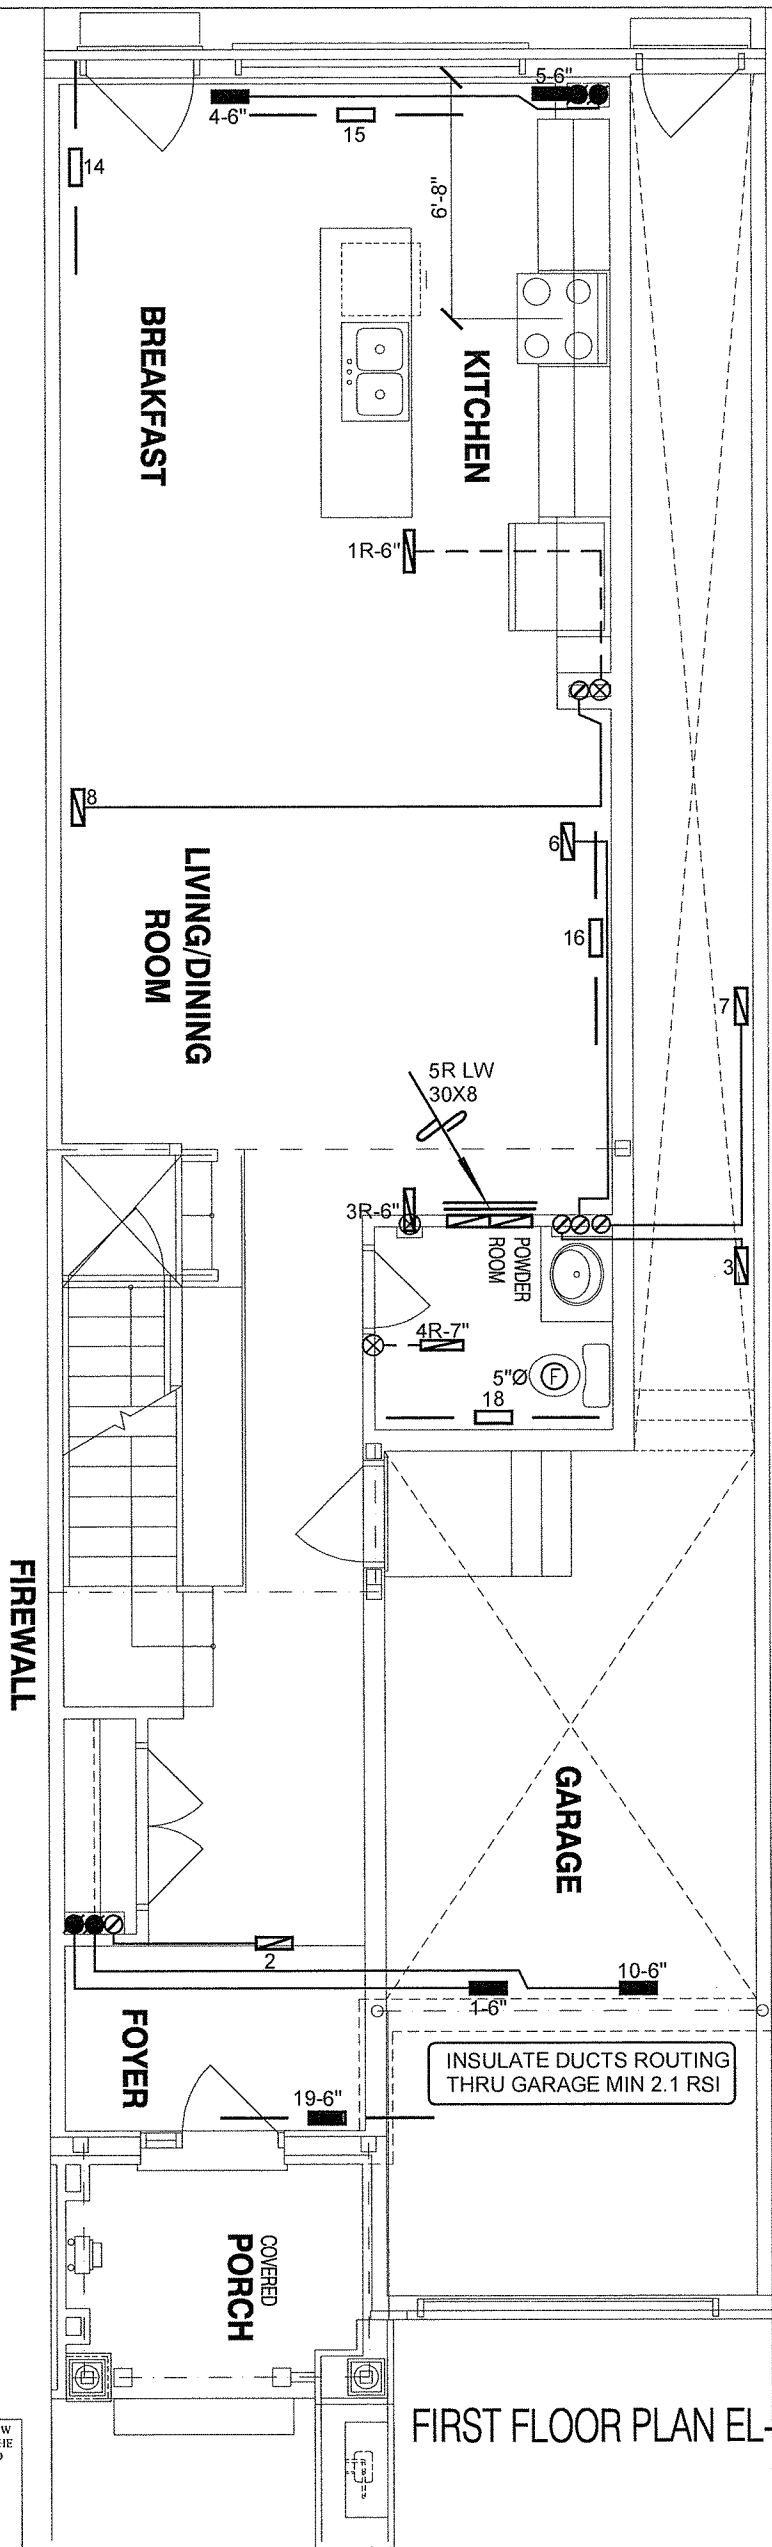 5-6"
4-6"
15
14
6'-8"
BREAKFAST
KITCHEN
1R-6"
8
6
LIVING/DINING
ROOM
16
7
5R LW
30X8
3R-6"
POWDER
ROOM
3
4R-7"
5"Ø
F
18
FIREWALL
GARAGE
2
10-6"
1-6"
FOYER
INSULATE DUCTS ROUTING
THRU GARAGE MIN 2.1 RSI
19-6"
COVERED
PORCH
FIRST FLOOR PLAN EL-